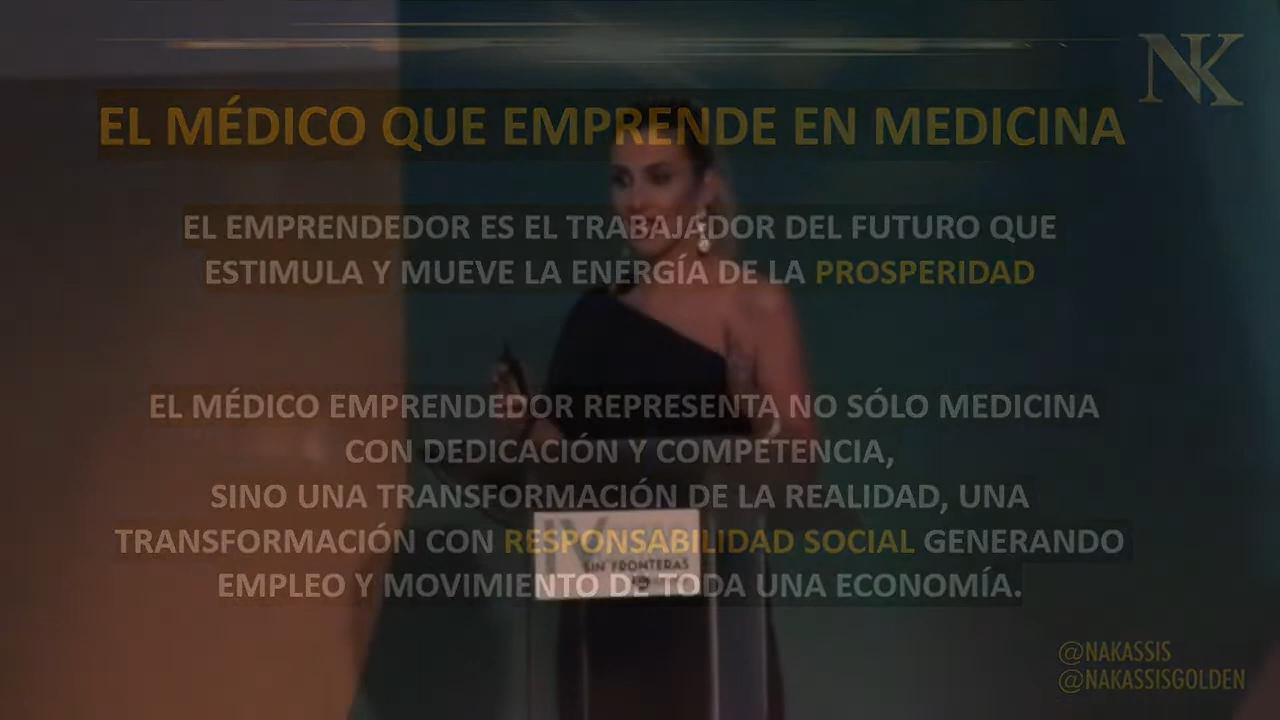 NK
EL MÉDICO QUE EMPRENDE EN MEDICINA
EL EMPRENDEDOR ES EL TRABAJADOR DEL FUTURO QUE
ESTIMULA Y MUEVE LA ENERGÍA DE LA PROSPERIDAD
EL MÉDICO EMPRENDEDOR REPRESENTA NO SÓLO MEDICINA
CON DEDICACIÓN Y COMPETENCIA,
SINO UNA TRANSFORMACIÓN DE LA REALIDAD, UNA
TRANSFORMACIÓN CON RESPONSABILIDAD SOCIAL GENERANDO
EMPLEO Y MOVIMIENTO DE TODA UNA ECONOMÍA.
IV
SIN FRONTERAS
@NAKASSIS
@NAKASSISGOLDEN